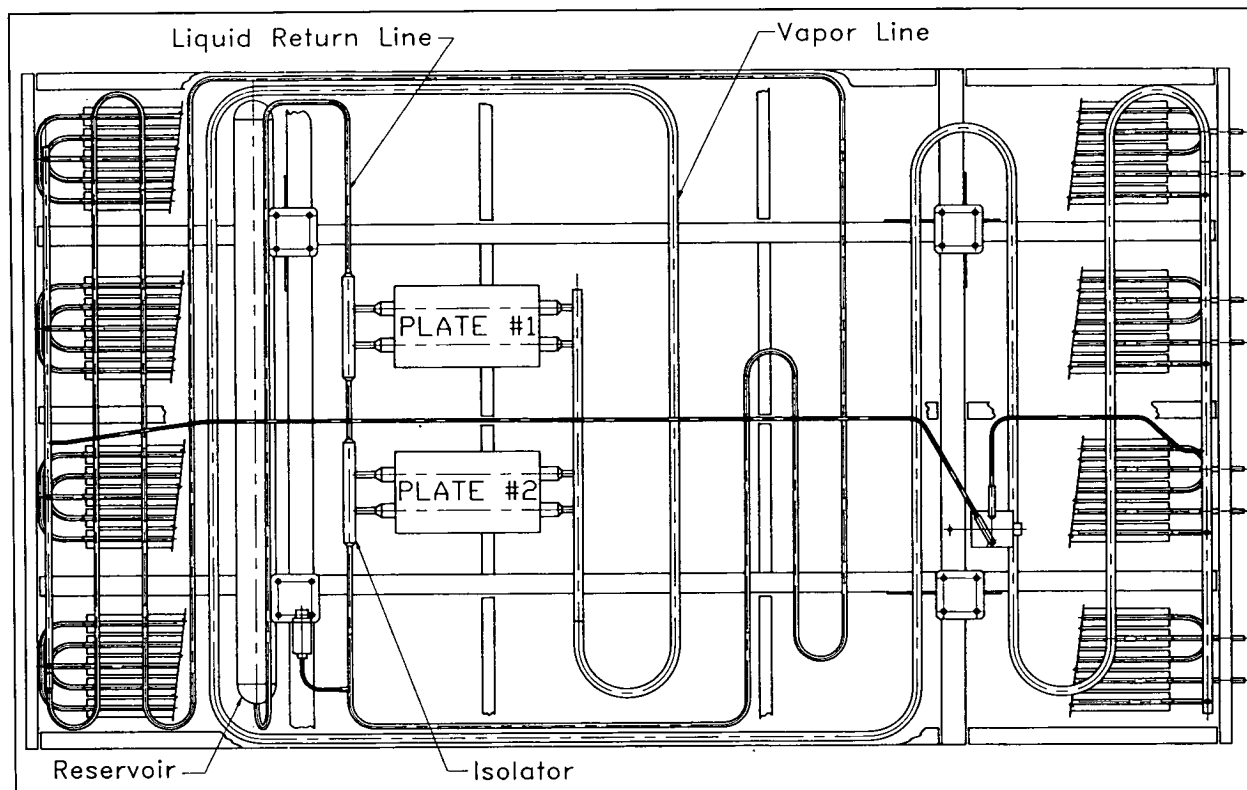 Liquid Return Line
Vapor Line
PLATE #1
PLATE #2
Reservoir
Isolator